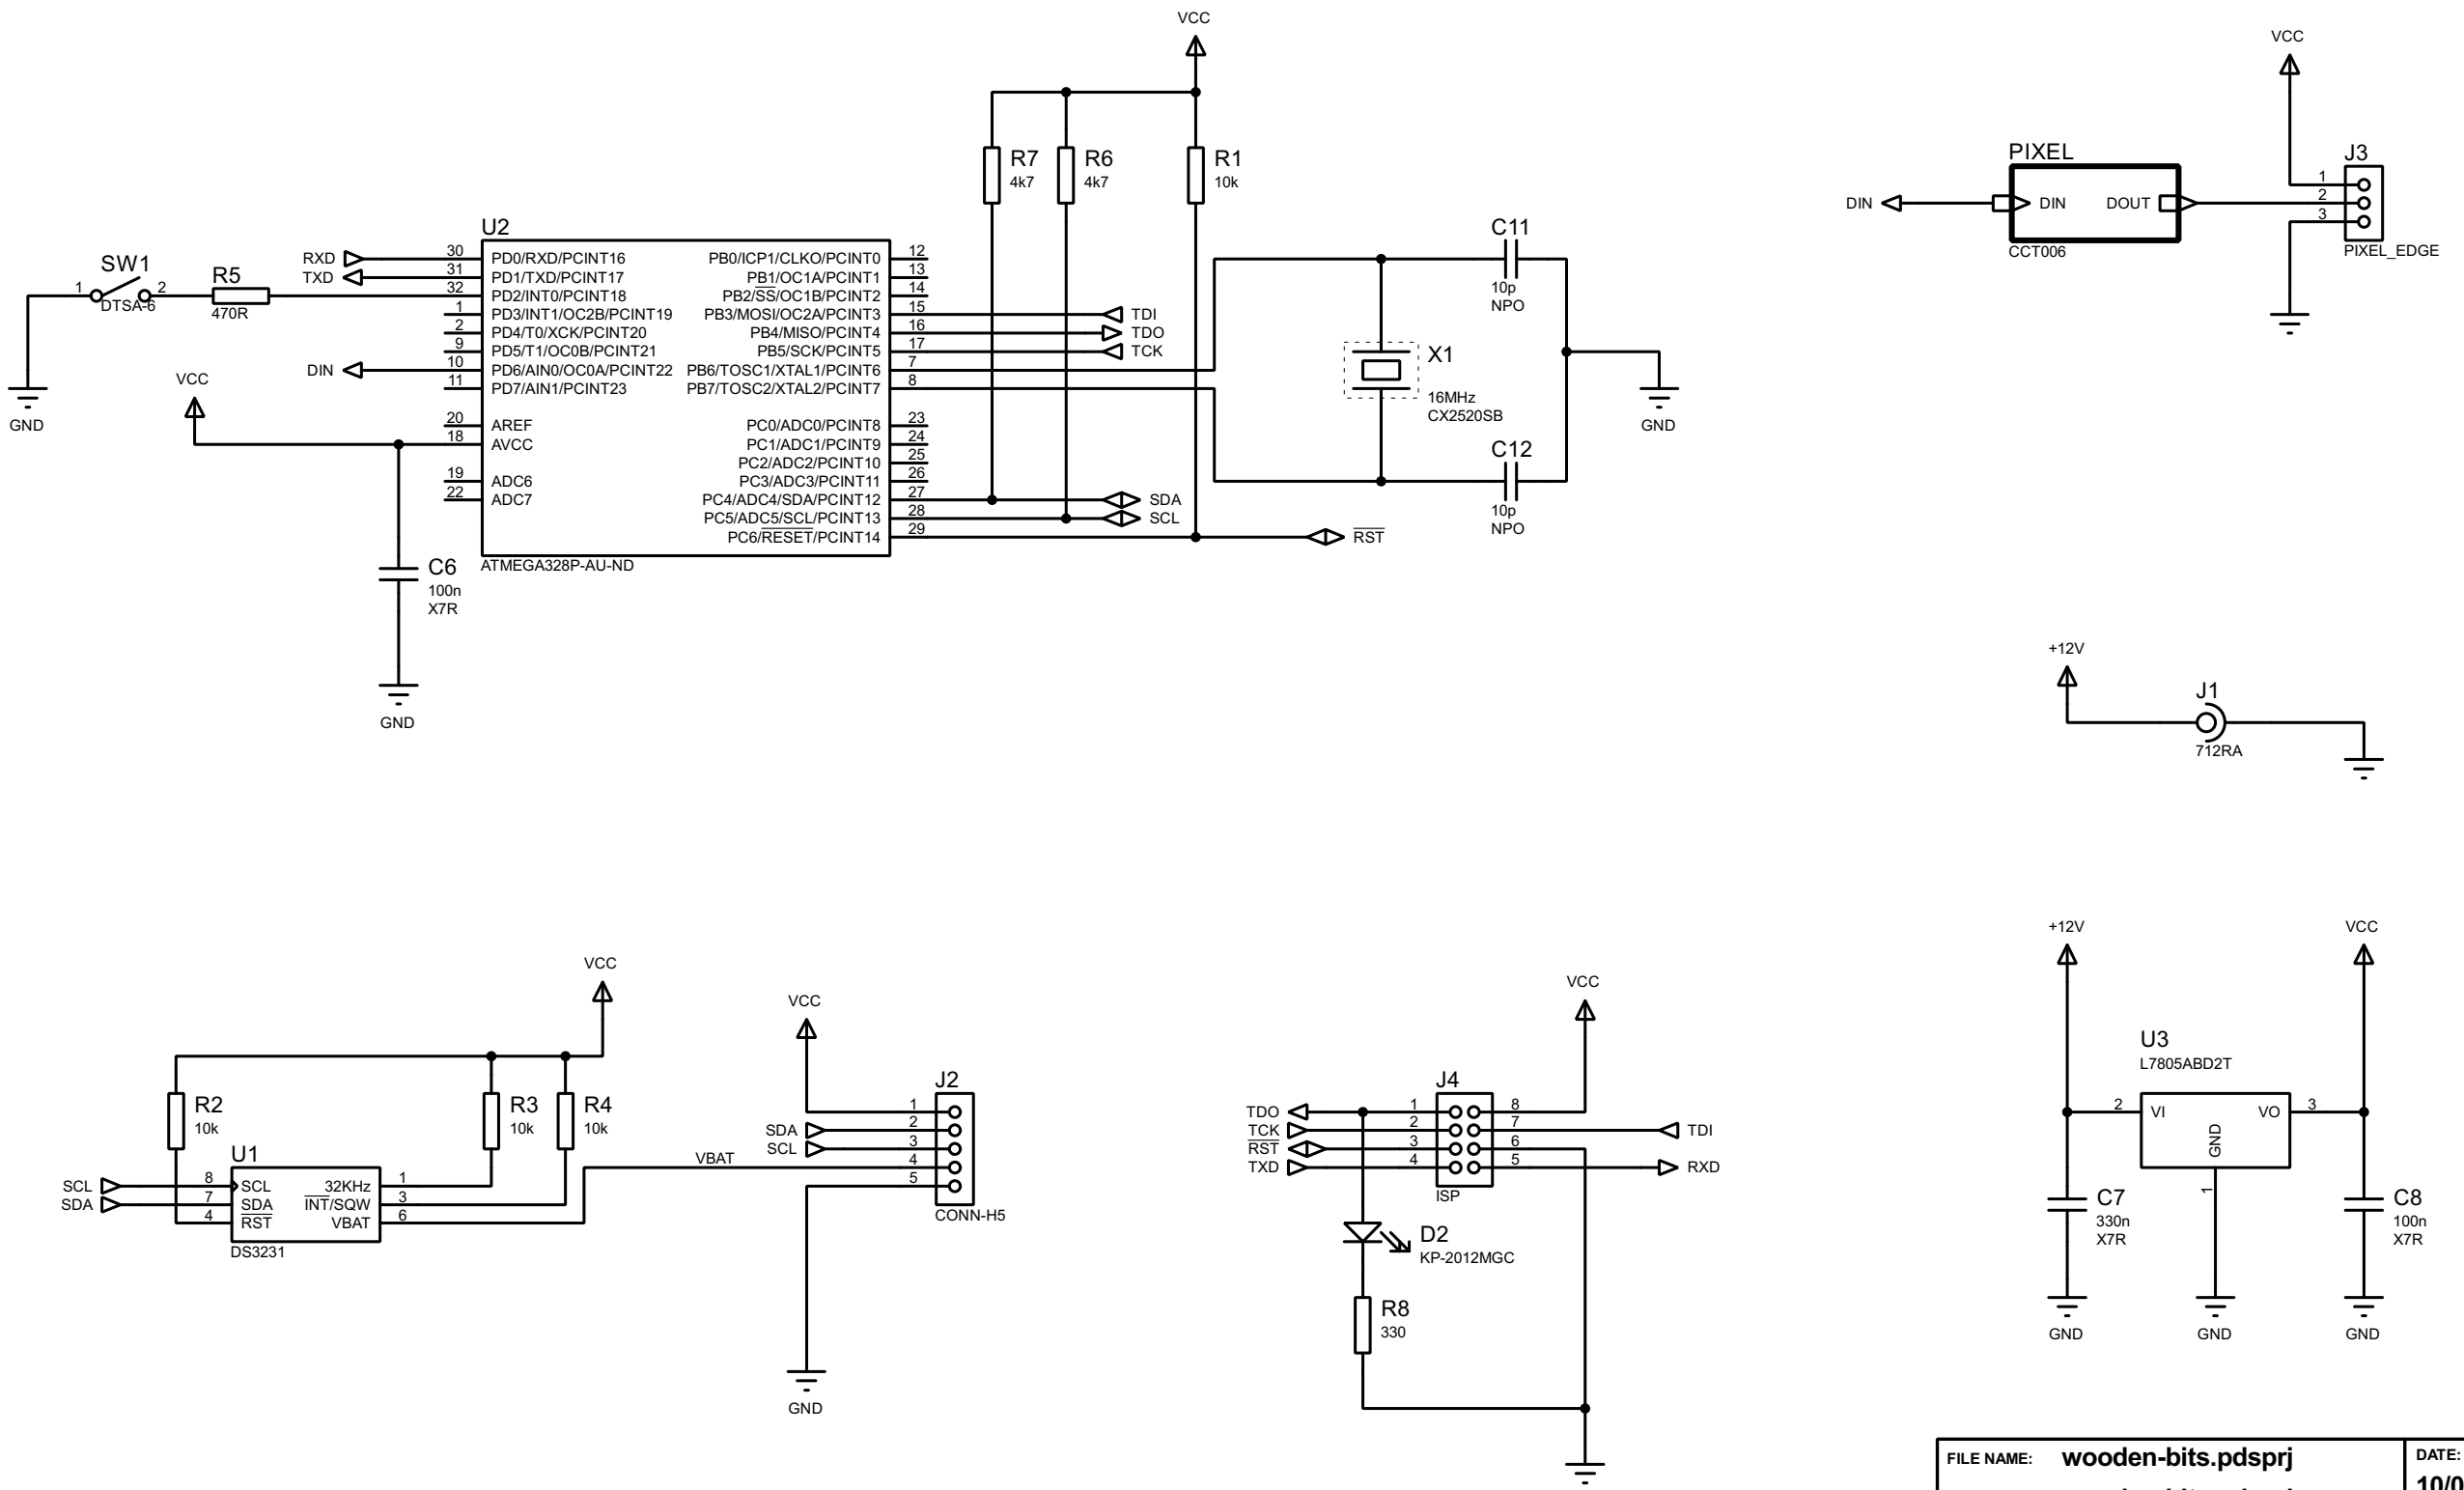 VCC
R7
4k7
R6
4k7
R1
10k
U2
RXD
TXD
SW1
1
2
DTSA-6
R5
470R
GND
30 PD0/RXD/PCINT16
31 PD1/TXD/PCINT17
32 PD2/INT0/PCINT18
1 PD3/INT1/OC2B/PCINT19
2 PD4/T0/XCK/PCINT20
9 PD5/T1/OC0B/PCINT21
DIN 10 PD6/AIN0/OC0A/PCINT22
11 PD7/AIN1/PCINT23
20 AREF
18 AVCC
19 ADC6
22 ADC7
PB0/ICP1/CLKO/PCINT0 12
PB1/OC1A/PCINT1 13
PB2/SS/OC1B/PCINT2 14
PB3/MOSI/OC2A/PCINT3 15 TDI
PB4/MISO/PCINT4 16 TDO
PB5/SCK/PCINT5 17 TCK
PB6/TOSC1/XTAL1/PCINT6 7
PB7/TOSC2/XTAL2/PCINT7 8
PC0/ADC0/PCINT8 23
PC1/ADC1/PCINT9 24
PC2/ADC2/PCINT10 25
PC3/ADC3/PCINT11 26
PC4/ADC4/SDA/PCINT12 27 SDA
PC5/ADC5/SCL/PCINT13 28 SCL
PC6/RESET/PCINT14 29 RST
ATMEGA328P-AU-ND
VCC
C6
100n
X7R
GND
C11
10p
NPO
X1
16MHz
CX2520SB
C12
10p
NPO
GND
VCC
PIXEL
DIN
DIN DOUT
CCT006
J3
1
2
3
PIXEL_EDGE
+12V
J1
712RA
VCC
R2
10k
R3
10k
R4
10k
U1
SCL 8 SCL
SDA 7 SDA
4 RST
32KHz 1
INT/SQW 3
VBAT 6
DS3231
VBAT
VCC
J2
1
SDA 2
SCL 3
4
5
CONN-H5
GND
VCC
J4
TDO 1 8
TCK 2 7 TDI
RST 3 6
TXD 4 5 RXD
ISP
D2
KP-2012MGC
R8
330
+12V
VCC
U3
L7805ABD2T
2 VI VO 3
GND
1
C7
330n
X7R
C8
100n
X7R
GND
GND
GND
FILE NAME: wooden-bits.pdsprj
DATE:
10/0